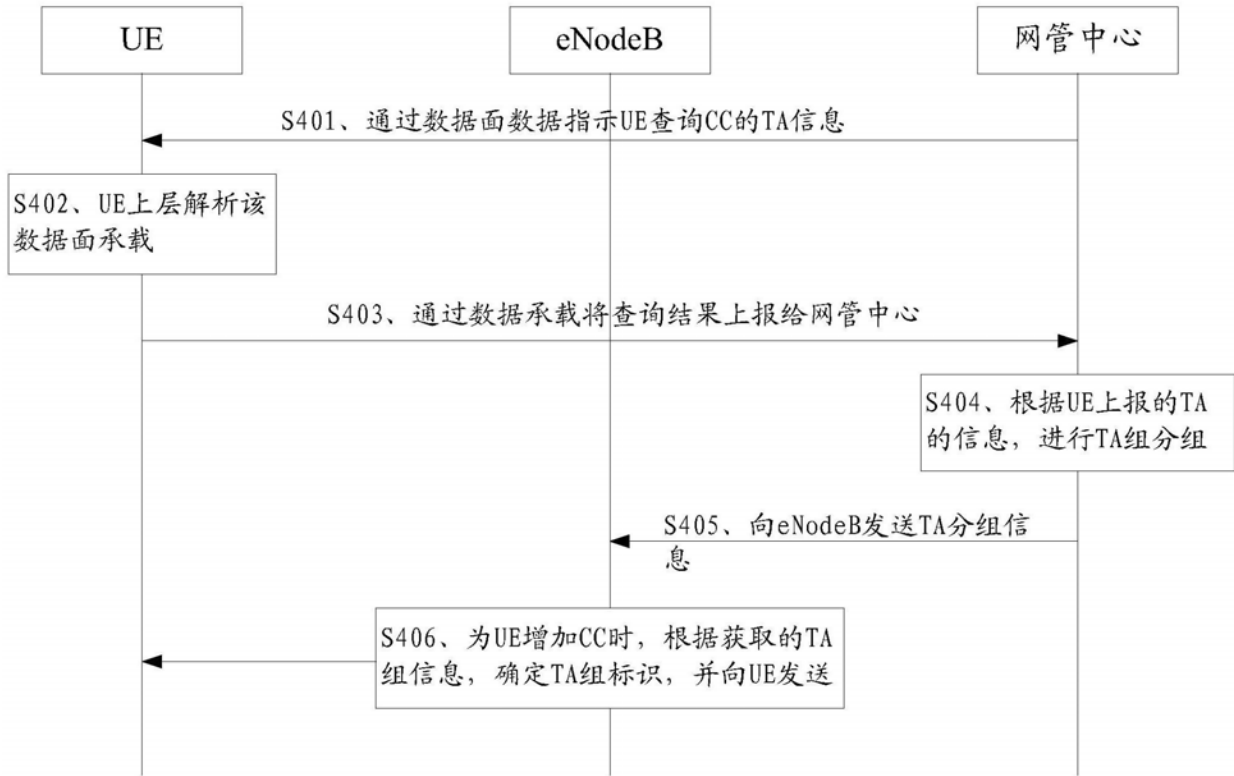 UE
eNodeB
网管中心
S401、通过数据面数据指示UE查询CC的TA信息
S402、UE上层解析该
数据面承载
S403、通过数据承载将查询结果上报给网管中心
S404、根据UE上报的TA
的信息，进行TA组分组
S405、向eNodeB发送TA分组信
息
S406、为UE增加CC时，根据获取的TA
组信息，确定TA组标识，并向UE发送